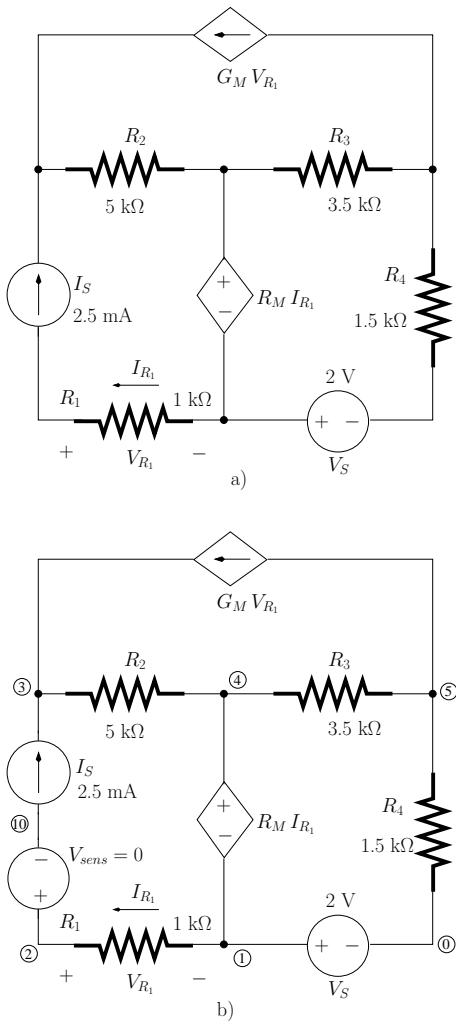 G_M V_{R_1}
R_2 R_3
5 kΩ 3.5 kΩ
I_S + R_4
2.5 mA − R_M I_{R_1} 1.5 kΩ
I_{R_1} 2 V
R_1 1 kΩ + −
+ V_{R_1} − V_S
a)
G_M V_{R_1}
R_2 R_3
3 4 5
5 kΩ 3.5 kΩ
I_S
2.5 mA + R_4
10 − R_M I_{R_1}
− V_{sens} = 0 1.5 kΩ
+ I_{R_1} 2 V
R_1 1 kΩ + −
2 + V_{R_1} − 1 V_S 0
b)